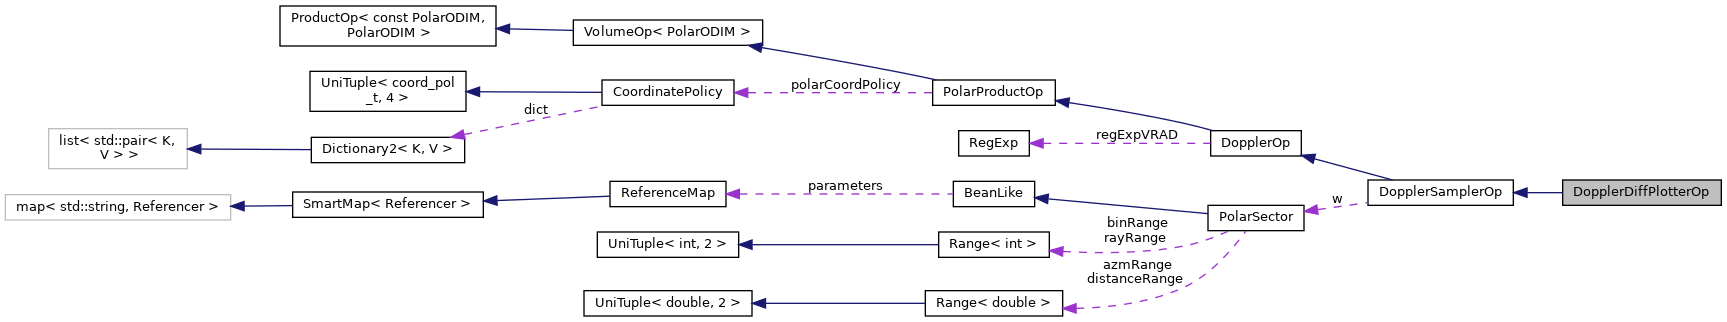 ProductOp< const PolarODIM,
PolarODIM >
VolumeOp< PolarODIM >
UniTuple< coord_pol
_t, 4 >
CoordinatePolicy
polarCoordPolicy
PolarProductOp
dict
list< std::pair< K,
V > >
Dictionary2< K, V >
RegExp
regExpVRAD
DopplerOp
map< std::string, Referencer >
SmartMap< Referencer >
ReferenceMap
parameters
BeanLike
DopplerSamplerOp
DopplerDiffPlotterOp
w
PolarSector
binRange
rayRange
UniTuple< int, 2 >
Range< int >
azmRange
distanceRange
UniTuple< double, 2 >
Range< double >